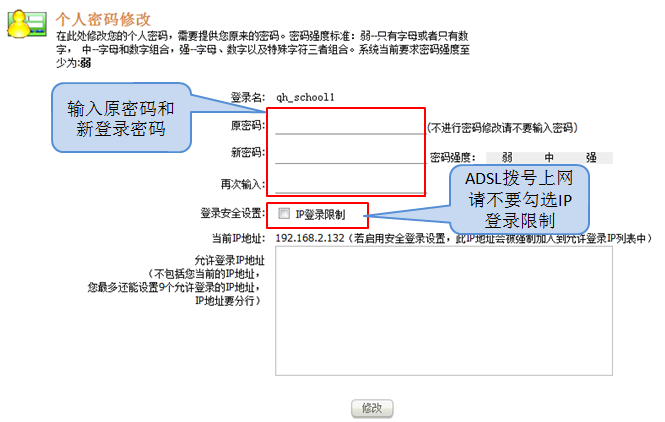 个人密码修改
在此处修改您的个人密码,需要提供您原来的密码。密码强度标准：弱--只有字母或者只有数
字， 中--字母和数字组合，强--字母、数字以及特殊字符三者组合。系统当前要求密码强度至
少为:弱
登录名: qh_school1
输入原密码和
新登录密码
原密码: (不进行密码修改请不要输入密码)
新密码: 密码强度： 弱 中 强
再次输入:
ADSL拨号上网
请不要勾选IP
登录限制
登录安全设置: IP登录限制
当前IP地址: 192.168.2.132（若启用安全登录设置，此IP地址会被强制加入到允许登录IP列表中）
允许登录IP地址
（不包括您当前的IP地址,
您最多还能设置9个允许登录的IP地址,
IP地址要分行）
修改